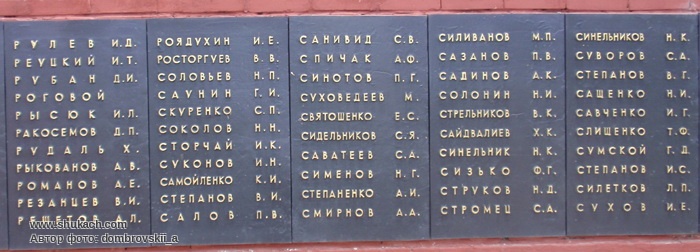 РУЛЕВ И.Д.
РЕУЦКИЙ И.Т.
РУБАН Д.И.
РОГОВОЙ
РЫСЮК И.Л.
РАКОСЕМОВ Д.П.
РУДАЛЬ Х.
РЫКОВАНОВ А.В.
РОМАНОВ А.Е.
РЕЗАНЦЕВ В.И.
РЕШЕТОВ А.Л.
РОЯДУХИН И.Е.
РОСТОРГУЕВ В.В.
СОЛОВЬЕВ Н.П.
САУНИН Г.И.
СКУРЕНКО С.П.
СОКОЛОВ Н.Н.
СТОРЧАЙ И.К.
СУКОНОВ И.Н.
САМОЙЛЕНКО К.И.
СТЕПАНОВ В.И.
САЛОВ П.В.
САНИВИД С.В.
СПИЧАК А.Ф.
СИНОТОВ П.Г.
СУХОВЕДЕЕВ М.
СВЯТОШЕНКО Е.С.
СИДЕЛЬНИКОВ С.Я.
САВАТЕЕВ С.А.
СИМЕНОВ Н.Г.
СТЕПАНЕНКО А.И.
СМИРНОВ А.А.
СИЛИВАНОВ М.П.
САЗАНОВ П.В.
САДИНОВ А.К.
СОЛОНИН Н.И.
СТРЕЛЬНИКОВ В.К.
САЙДВАЛИЕВ Х.К.
СИНЕЛЬНИК Н.К.
СИЗЬКО Ф.Г.
СТРУКОВ Н.Д.
СТРОМЕЦ С.А.
СИНЕЛЬНИКОВ Н.К.
СУВОРОВ С.А.
СТЕПАНОВ В.Г.
САЩЕНКО Н.И.
САВЧЕНКО И.Г.
СЛИЩЕНКО Т.Ф.
СУМСКОЙ Г.Д.
СТЕПАНОВ И.С.
СИЛЕТКОВ Л.П.
СУХОВ И.Е.
www.shukach.com
Автор фото: dombrovskii_a